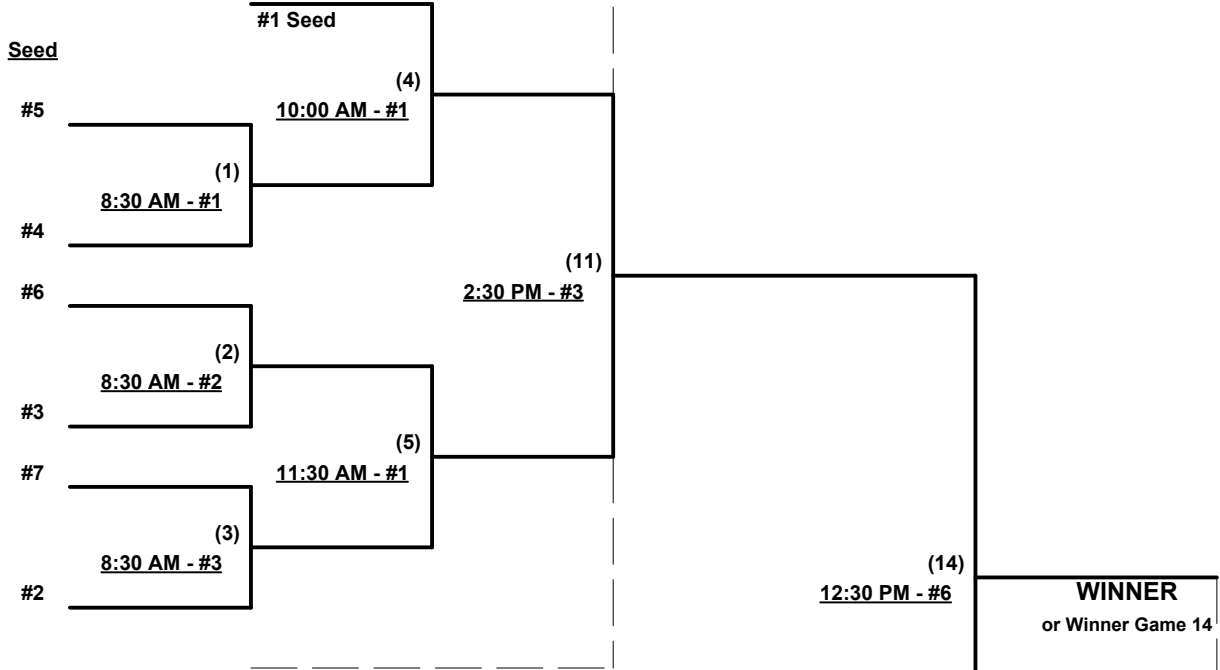 #1 Seed
Seed
(4)
10:00 AM - #1
#5
(1)
8:30 AM - #1
#4
(11)
2:30 PM - #3
#6
(2)
8:30 AM - #2
#3
(5)
11:30 AM - #1
#7
(3)
8:30 AM - #3
#2
(14)
12:30 PM - #6
WINNER
or Winner Game 14